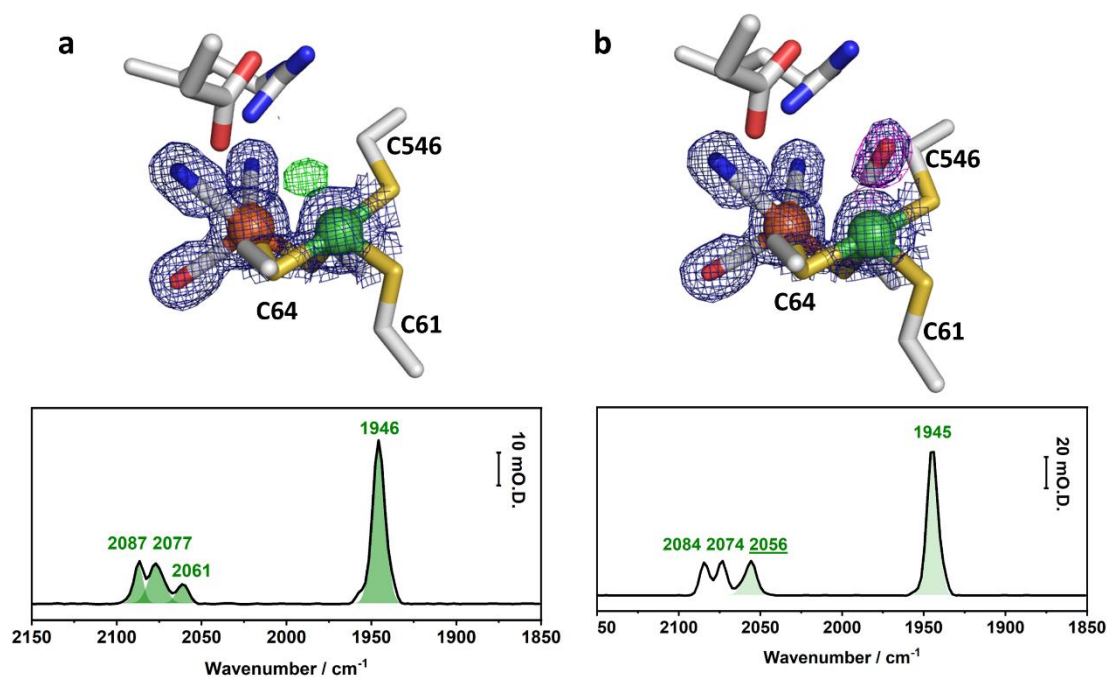 a
C546
C64
C61
b
C546
C64
C61
1946
10 mO.D.
2087 2077
2061
2150 2100 2050 2000 1950 1900 1850
Wavenumber / cm⁻¹
1945
20 mO.D.
2084 2074 2056
50 2100 2050 2000 1950 1900 1850
Wavenumber / cm⁻¹